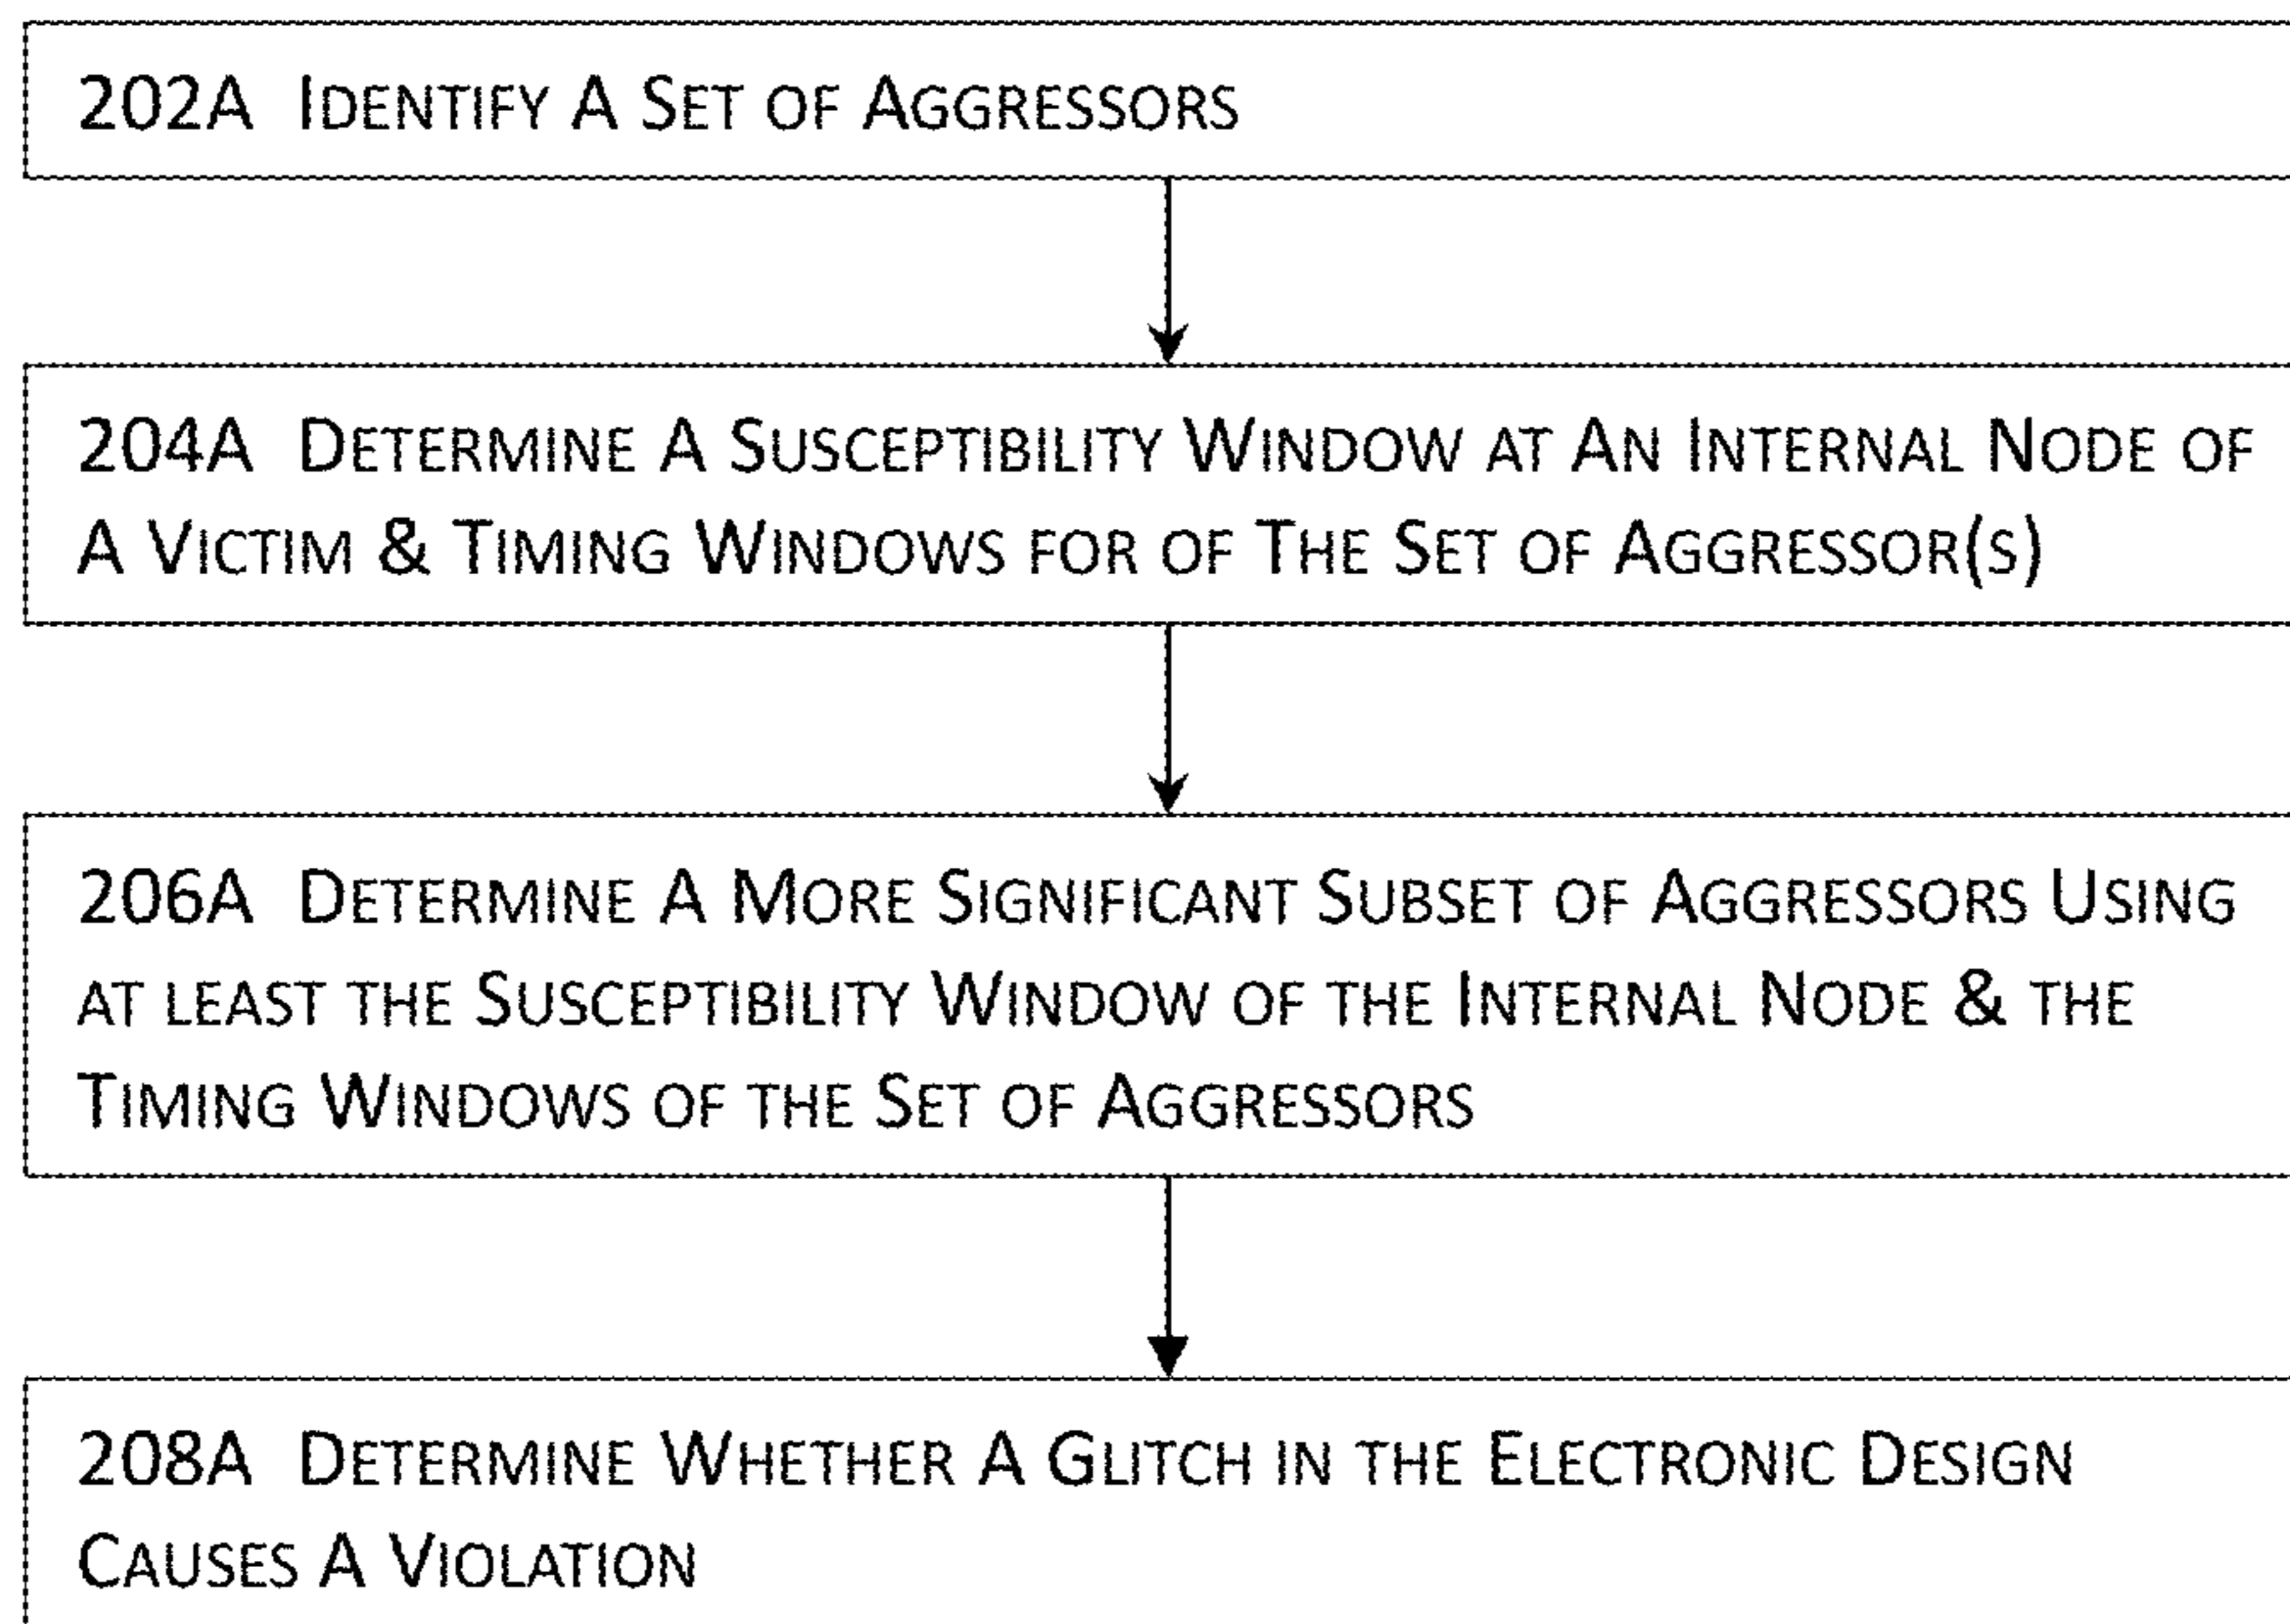 202A IDENTIFY A SET OF AGGRESSORS
204A DETERMINE A SUSCEPTIBILITY WINDOW AT AN INTERNAL NODE OF
A VICTIM & TIMING WINDOWS FOR OF THE SET OF AGGRESSOR(S)
206A DETERMINE A MORE SIGNIFICANT SUBSET OF AGGRESSORS USING
AT LEAST THE SUSCEPTIBILITY WINDOW OF THE INTERNAL NODE & THE
TIMING WINDOWS OF THE SET OF AGGRESSORS
208A DETERMINE WHETHER A GLITCH IN THE ELECTRONIC DESIGN
CAUSES A VIOLATION